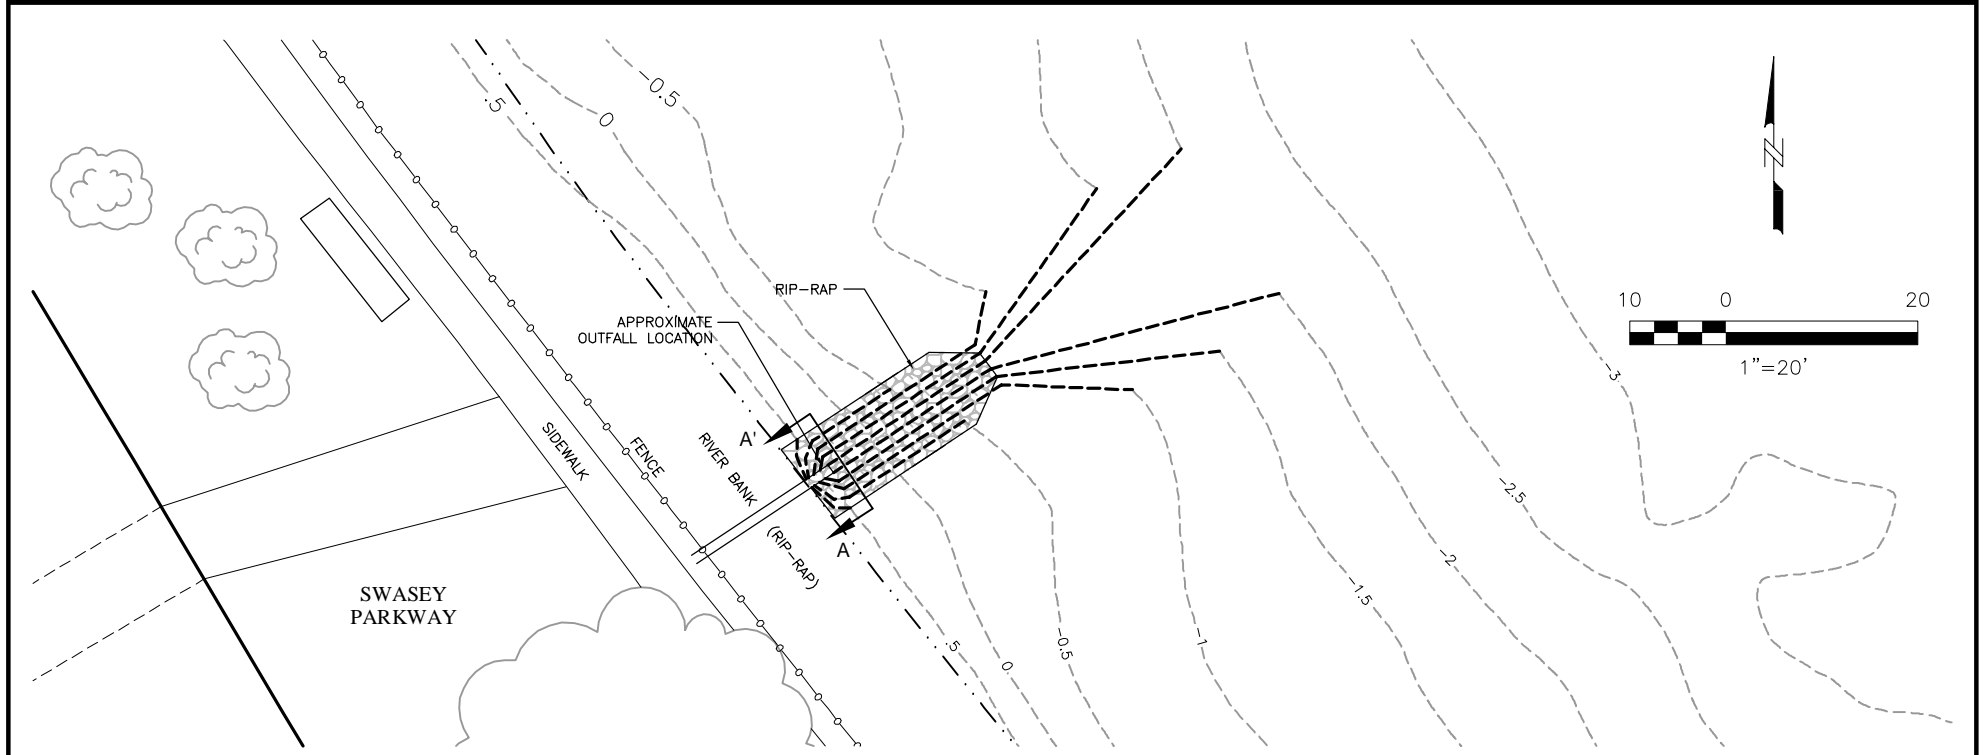 -0.5
.5
0
N
RIP-RAP
10 0 20
1"=20'
APPROXIMATE
OUTFALL LOCATION
-3
A'
SIDEWALK
FENCE
RIVER BANK
(RIP-RAP)
-2.5
A
-2
-1.5
SWASEY
PARKWAY
.5
0
-0.5
-1